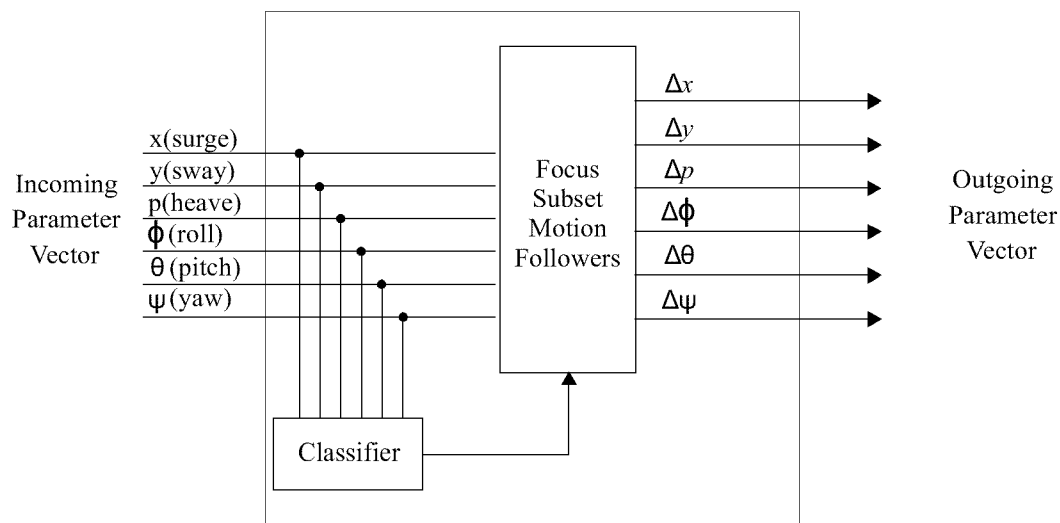 Incoming
Parameter
Vector
x(surge)
y(sway)
p(heave)
ϕ(roll)
θ(pitch)
ψ(yaw)
Classifier
Focus
Subset
Motion
Followers
Δx
Δy
Δp
Δϕ
Δθ
Δψ
Outgoing
Parameter
Vector